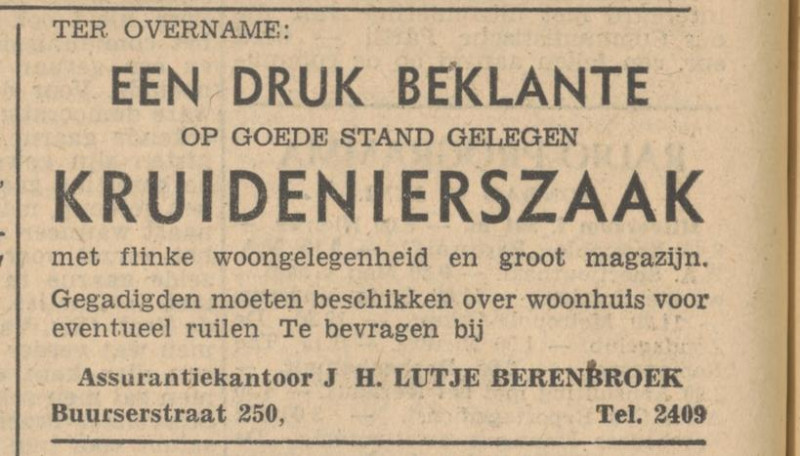 TER OVERNAME:
EEN DRUK BEKLANTE
OP GOEDE STAND GELEGEN
KRUIDENIERSZAAK
met flinke woongelegenheid en groot magazijn.
Gegadigden moeten beschikken over woonhuis voor
eventueel ruilen Te bevragen bij
Assurantiekantoor J H. LUTJE BERENBROEK
Buurserstraat 250, Tel. 2409